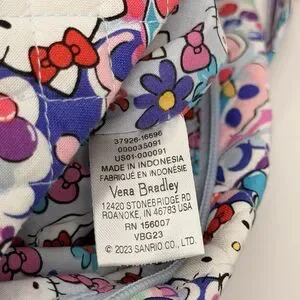 37926-16696
000035091
US01-000091
MADE IN INDONESIA
FABRIQUÉ EN INDONÉSIE
Vera Bradley
12420 STONEBRIDGE RD
ROANOKE, IN 46783 USA
RN 156007
VBG23
© 2023 SANRIO CO., LTD.